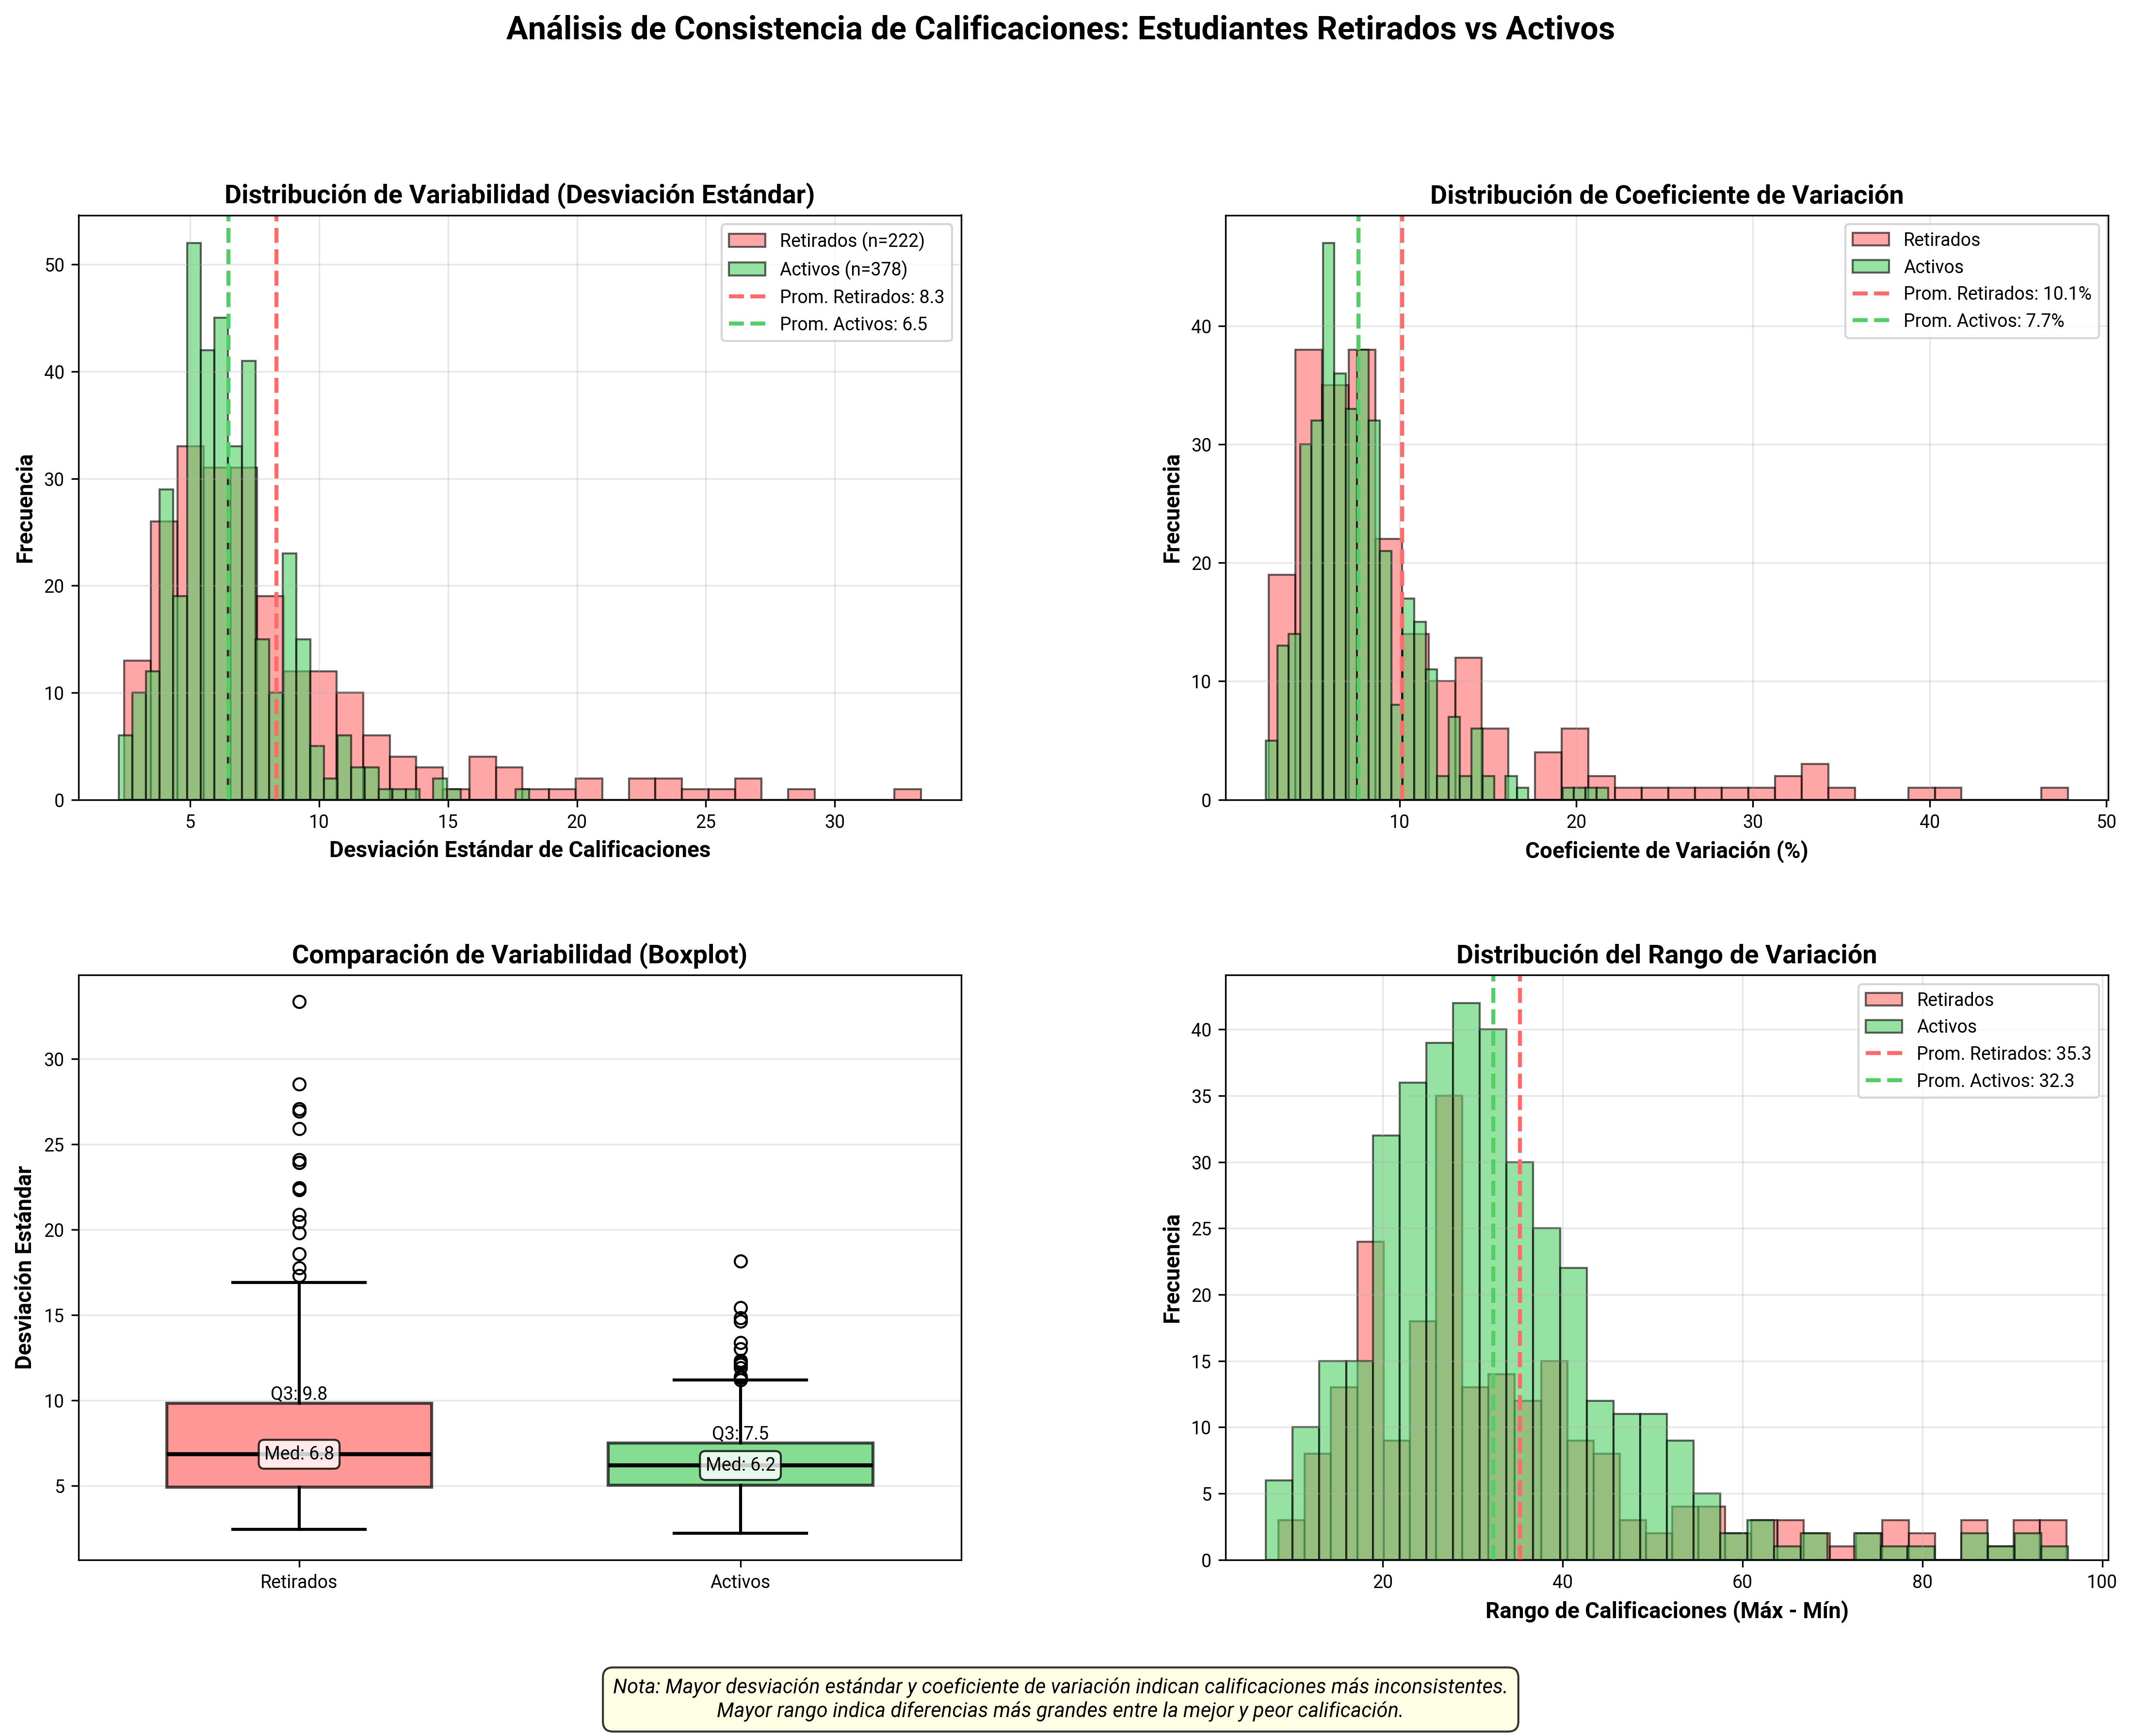 Análisis de Consistencia de Calificaciones: Estudiantes Retirados vs Activos
Distribución de Variabilidad (Desviación Estándar)
Frecuencia
50
40
30
20
10
0
Retirados (n=222)
Activos (n=378)
Prom. Retirados: 8.3
Prom. Activos: 6.5
5 10 15 20 25 30
Desviación Estándar de Calificaciones
Distribución de Coeficiente de Variación
Frecuencia
40
30
20
10
0
Retirados
Activos
Prom. Retirados: 10.1%
Prom. Activos: 7.7%
10 20 30 40 50
Coeficiente de Variación (%)
Comparación de Variabilidad (Boxplot)
Desviación Estándar
30
25
20
15
10
5
Q3: 9.8
Med: 6.8
Q3: 7.5
Med: 6.2
Retirados Activos
Distribución del Rango de Variación
Frecuencia
40
35
30
25
20
15
10
5
0
Retirados
Activos
Prom. Retirados: 35.3
Prom. Activos: 32.3
20 40 60 80 100
Rango de Calificaciones (Máx - Mín)
Nota: Mayor desviación estándar y coeficiente de variación indican calificaciones más inconsistentes.
Mayor rango indica diferencias más grandes entre la mejor y peor calificación.